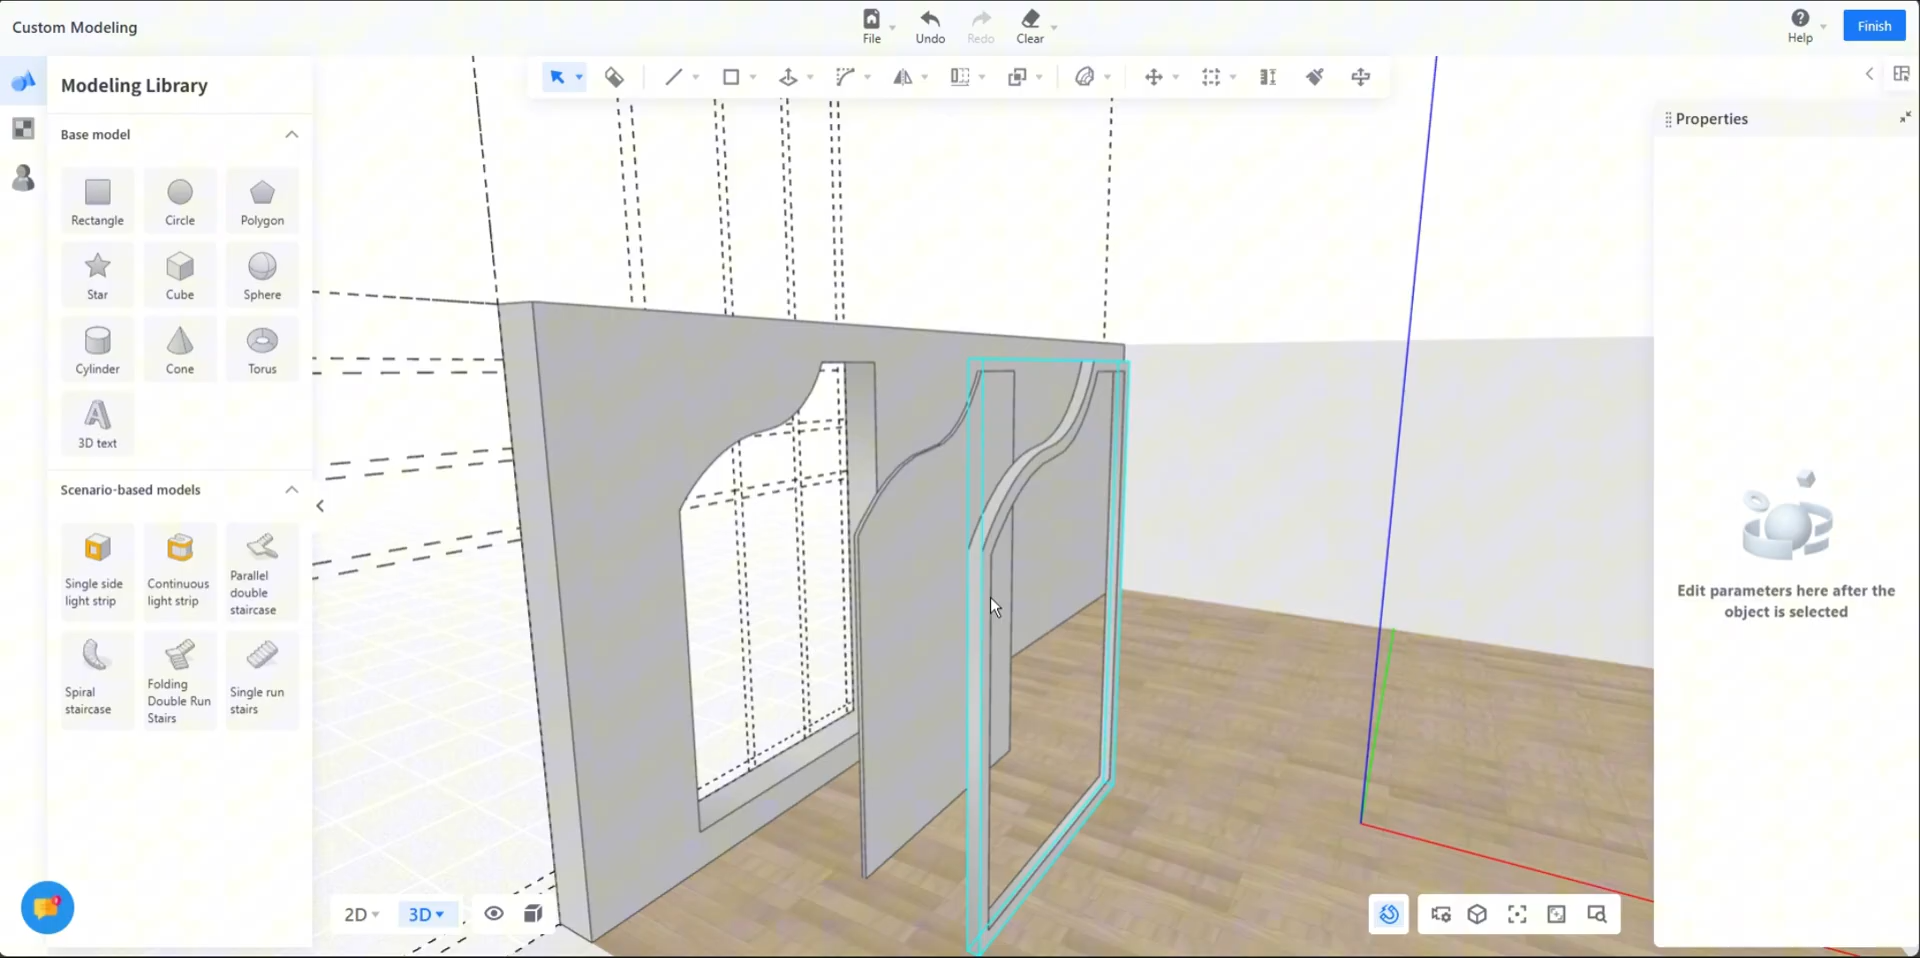 Custom Modeling
File
Undo
Redo
Clear
Help
Finish
Modeling Library
Base model
Rectangle
Circle
Polygon
Star
Cube
Sphere
Cylinder
Cone
Torus
3D text
Scenario-based models
Single side
light strip
Continuous
light strip
Parallel
double
staircase
Spiral
staircase
Folding
Double Run
Stairs
Single run
stairs
2D
3D
Properties
Edit parameters here after the
object is selected